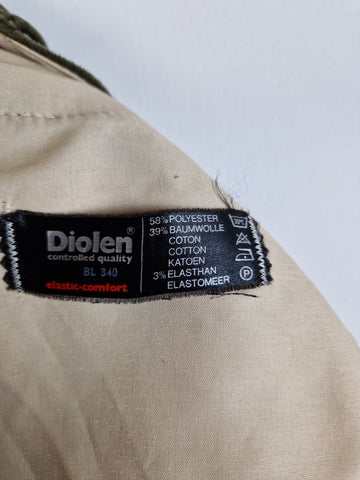 Diolen®
controlled quality
BL 340
elastic-comfort
58% POLYESTER
39% BAUMWOLLE
COTON
COTTON
KATOEN
3% ELASTHAN
ELASTOMEER
P